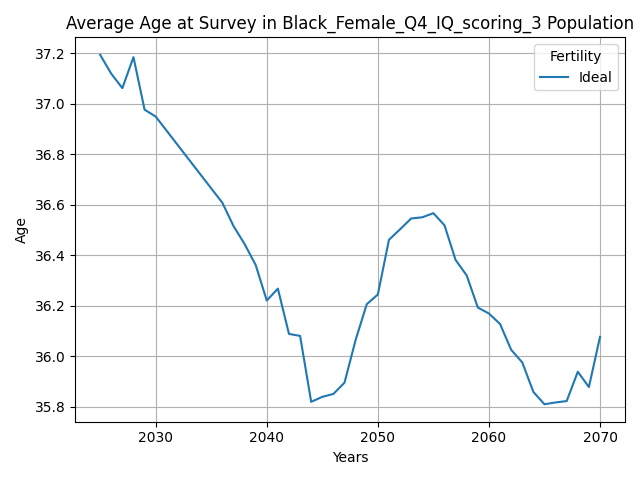 Average Age at Survey in Black_Female_Q4_IQ_scoring_3 Population
Fertility
Ideal
37.2
37.0
36.8
36.6
36.4
36.2
36.0
35.8
Age
2030 2040 2050 2060 2070
Years